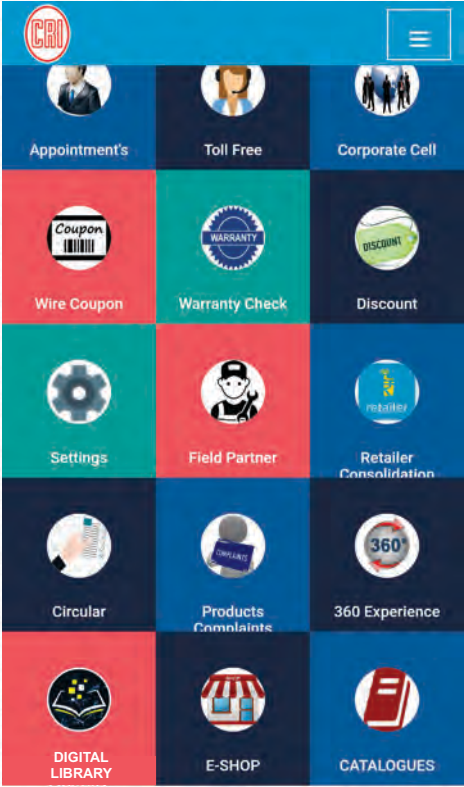 CRI
Appointment's
Toll Free
Corporate Cell
Coupon
WARRANTY
DISCOUNT
Wire Coupon
Warranty Check
Discount
retailer
Settings
Field Partner
Retailer
Consolidation
COMPLAINTS
360°
Circular
Products
Complaints
360 Experience
SHOP
DIGITAL
LIBRARY
E-SHOP
CATALOGUES